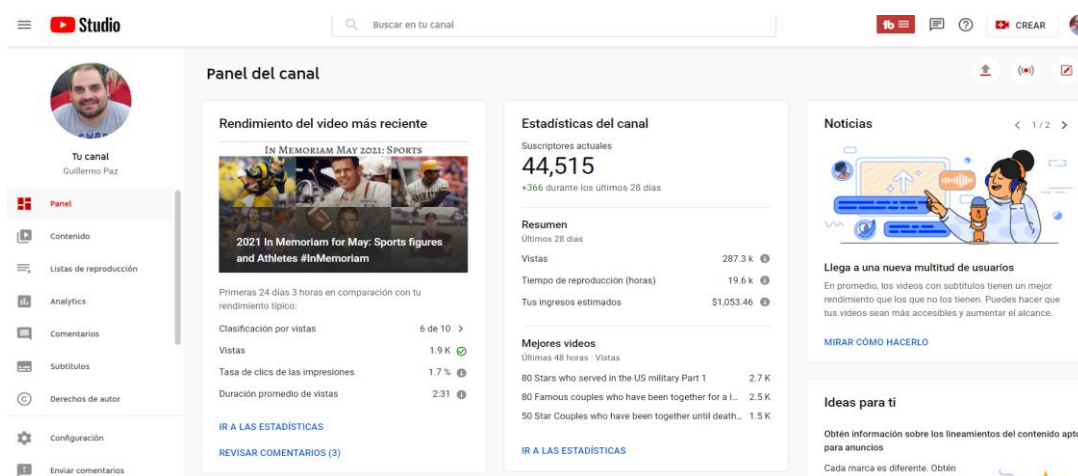 Studio
Buscar en tu canal
CREAR
Tu canal
Guillermo Paz
Panel
Contenido
Listas de reproducción
Analytics
Comentarios
Subtítulos
Derechos de autor
Configuración
Enviar comentarios
Panel del canal
Rendimiento del video más reciente
IN MEMORIAM MAY 2021: SPORTS
2021 In Memoriam for May: Sports figures
and Athletes #InMemoriam
Primeras 24 días 3 horas en comparación con tu
rendimiento típico:
Clasificación por vistas 6 de 10
Vistas 1.9 K
Tasa de clics de las impresiones 1.7 %
Duración promedio de vistas 2:31
IR A LAS ESTADÍSTICAS
REVISAR COMENTARIOS (3)
Estadísticas del canal
Suscriptores actuales
44,515
+366 durante los últimos 28 días
Resumen
Últimos 28 días
Vistas 287.3 k
Tiempo de reproducción (horas) 19.6 k
Tus ingresos estimados $1,053.46
Mejores videos
Últimas 48 horas · Vistas
80 Stars who served in the US military Part 1 2.7 K
80 Famous couples who have been together for a l... 2.5 K
50 Star Couples who have been together until death... 1.5 K
IR A LAS ESTADÍSTICAS
Noticias 1 / 2
Llega a una nueva multitud de usuarios
En promedio, los videos con subtítulos tienen un mejor
rendimiento que los que no los tienen. Puedes hacer que
tus videos sean más accesibles y aumentar el alcance.
MIRAR CÓMO HACERLO
Ideas para ti
Obtén información sobre los lineamientos del contenido apto
para anuncios
Cada marca es diferente. Obtén